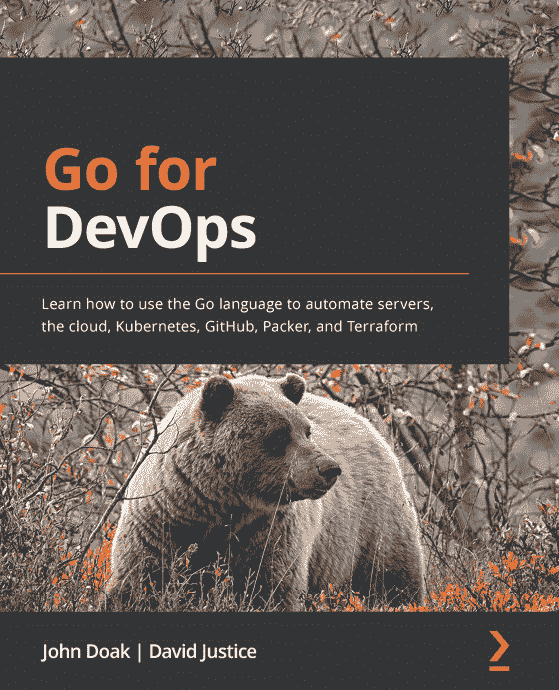 Go for
DevOps
Learn how to use the Go language to automate servers,
the cloud, Kubernetes, GitHub, Packer, and Terraform
John Doak | David Justice